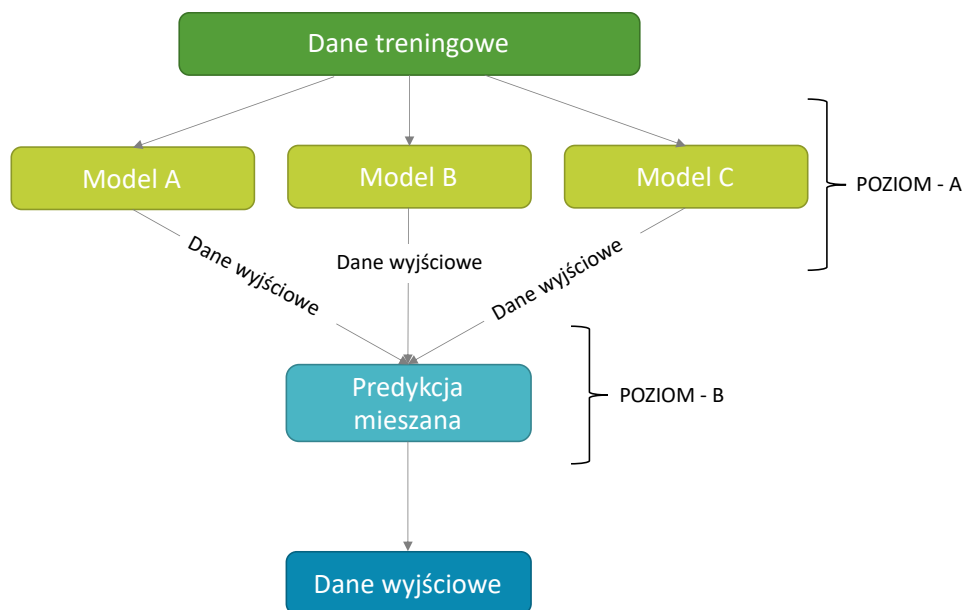 Dane treningowe
Model A
Model B
Model C
POZIOM - A
Dane wyjściowe
Dane wyjściowe
Dane wyjściowe
Predykcja
mieszana
POZIOM - B
Dane wyjściowe